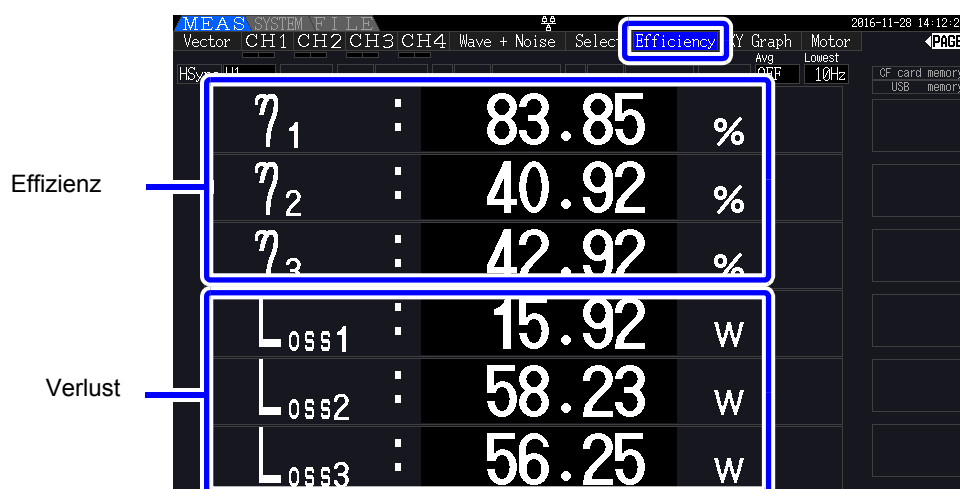 MEAS SYSTEM FILE 2016-11-28 14:12:2
Vector CH1 CH2 CH3 CH4 Wave + Noise Selec Efficiency XY Graph Motor PAGE
Avg Lowest
HSync U1 OFF 10Hz CF card memory
USB memory
η1 : 83.85 %
Effizienz
η2 : 40.92 %
η3 : 42.92 %
Loss1 : 15.92 W
Verlust
Loss2 : 58.23 W
Loss3 : 56.25 W